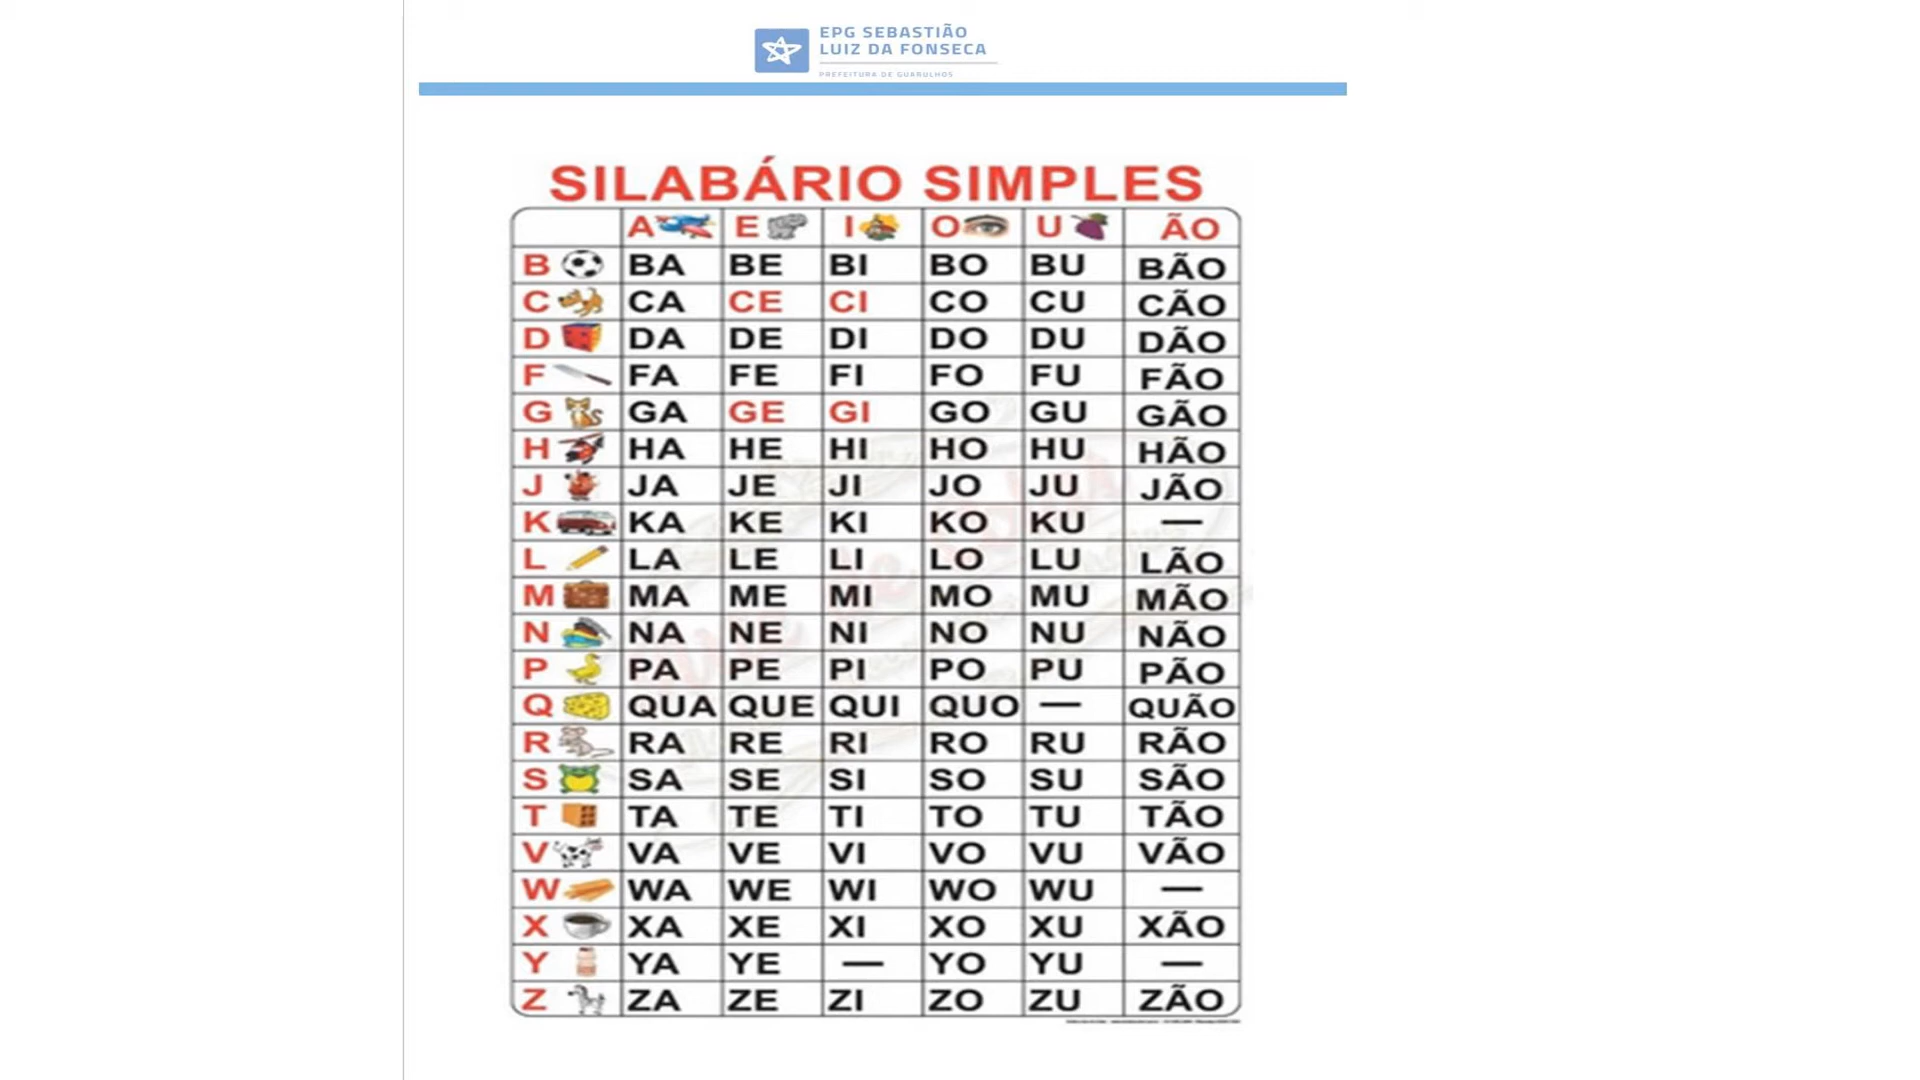 EPG SEBASTIÃO
LUIZ DA FONSECA
PREFEITURA DE GUARULHOS
SILABÁRIO SIMPLES
A E I O U ÃO
B BA BE BI BO BU BÃO
C CA CE CI CO CU CÃO
D DA DE DI DO DU DÃO
F FA FE FI FO FU FÃO
G GA GE GI GO GU GÃO
H HA HE HI HO HU HÃO
J JA JE JI JO JU JÃO
K KA KE KI KO KU —
L LA LE LI LO LU LÃO
M MA ME MI MO MU MÃO
N NA NE NI NO NU NÃO
P PA PE PI PO PU PÃO
Q QUA QUE QUI QUO — QUÃO
R RA RE RI RO RU RÃO
S SA SE SI SO SU SÃO
T TA TE TI TO TU TÃO
V VA VE VI VO VU VÃO
W WA WE WI WO WU —
X XA XE XI XO XU XÃO
Y YA YE — YO YU —
Z ZA ZE ZI ZO ZU ZÃO